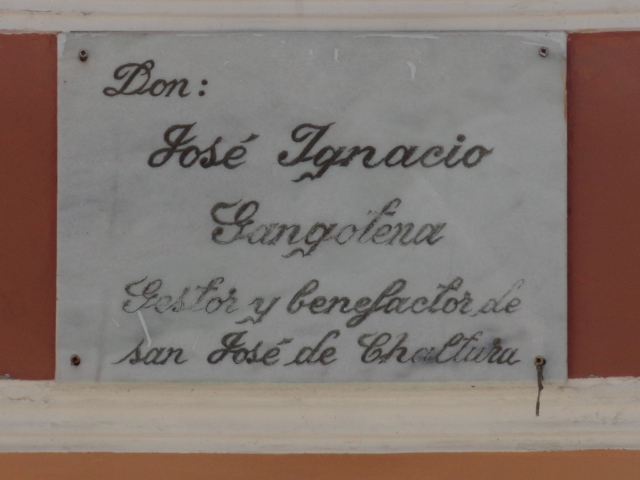 Don:
José Ignacio
Gangotena
Gestor y benefactor de
san José de Chaltura